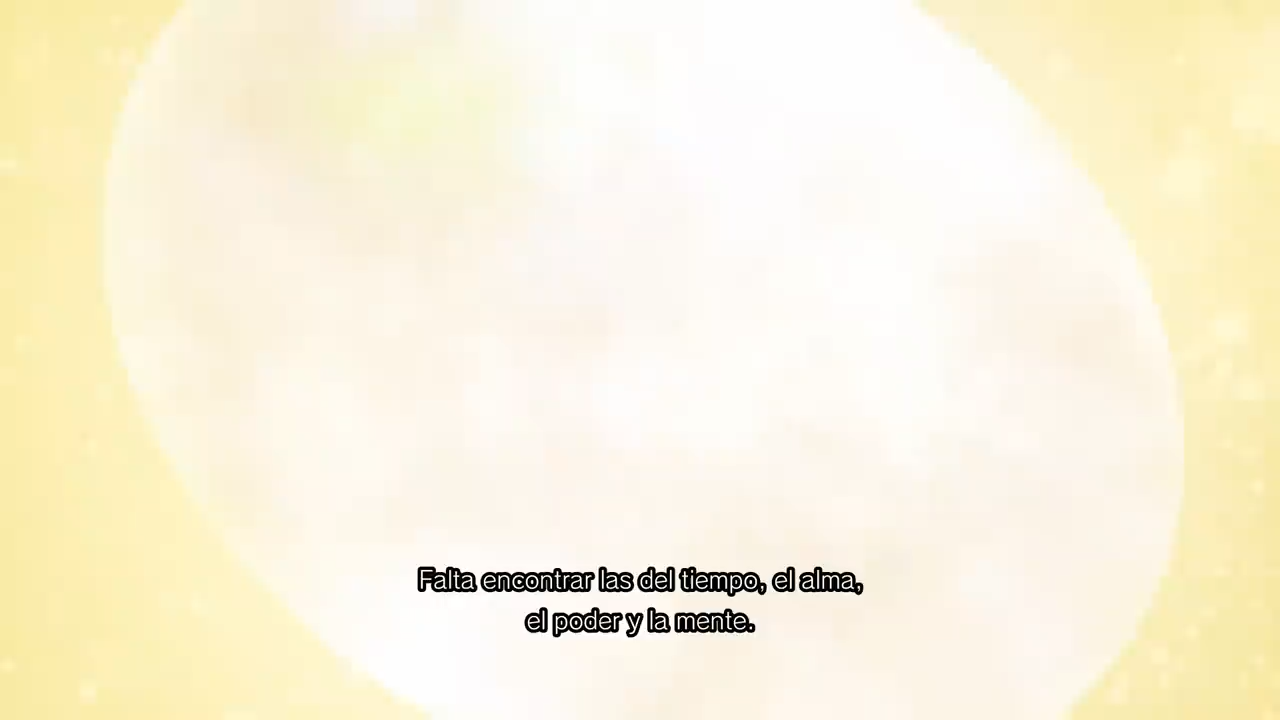 Falta encontrar las del tiempo, el alma,
el poder y la mente.